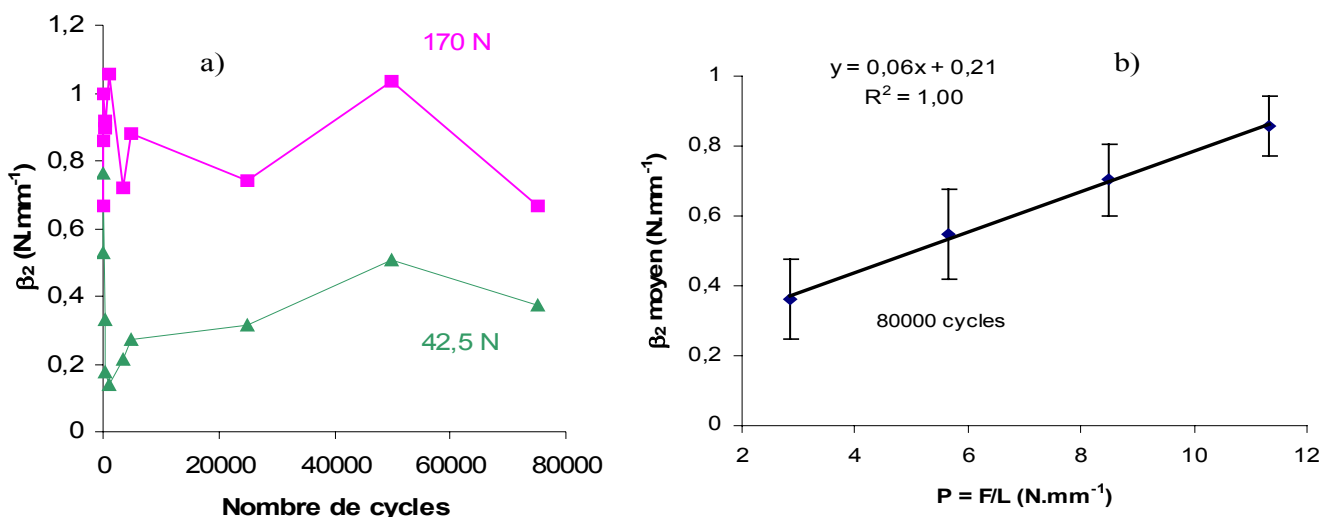 a)
170 N
42,5 N
β2 (N.mm-1)
1,2
1
0,8
0,6
0,4
0,2
0
0 20000 40000 60000 80000
Nombre de cycles
b)
y = 0,06x + 0,21
R2 = 1,00
80000 cycles
β2 moyen (N.mm-1)
1
0,8
0,6
0,4
0,2
0
2 4 6 8 10 12
P = F/L (N.mm-1)